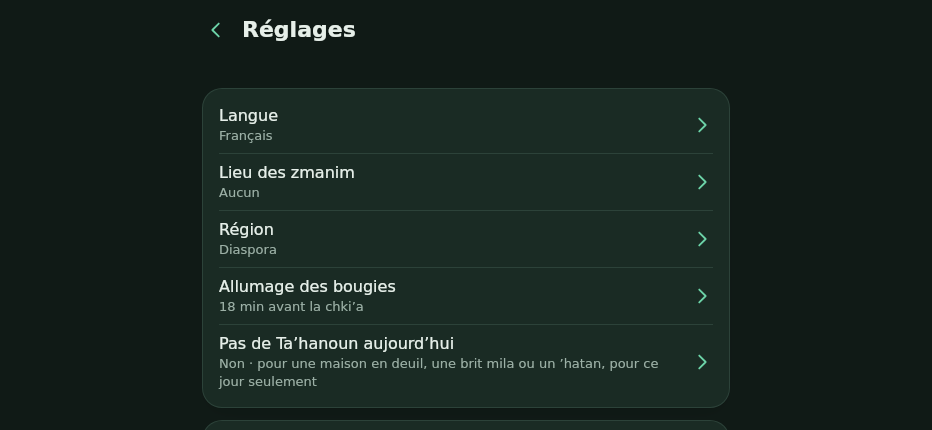 Réglages
Langue
Français
Lieu des zmanim
Aucun
Région
Diaspora
Allumage des bougies
18 min avant la chki’a
Pas de Ta’hanoun aujourd’hui
Non · pour une maison en deuil, une brit mila ou un ’hatan, pour ce
jour seulement